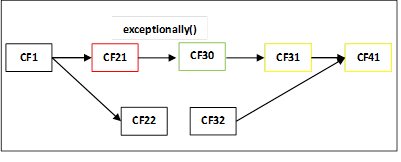 exceptionally()
CF1
CF21
CF30
CF31
CF41
CF22
CF32